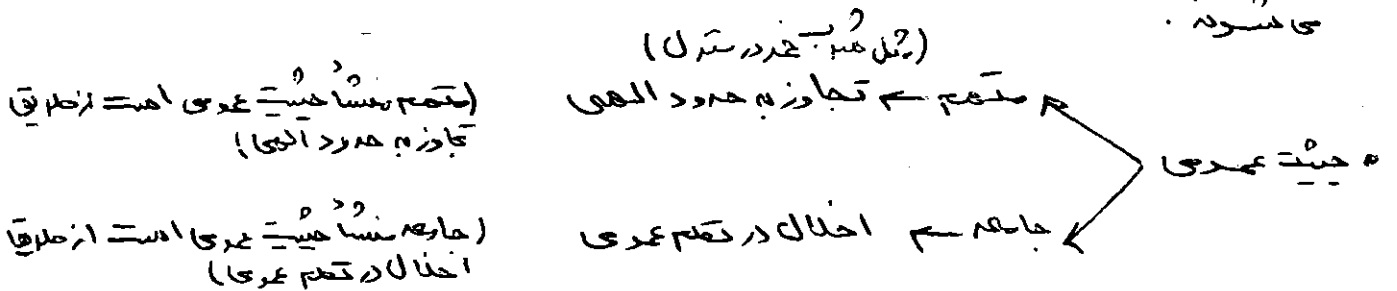 می شوند .
(مثل شرب خمر در منزل)
متهم ← تجاوز به حدود الهی (متهم منشأ حیثیت عمومی است از طریق
تجاوز به حدود الهی)
حیثیت عمومی
جامعه ← اخلال در نظم عمومی (جامعه منشأ حیثیت عمومی است از طریق
اخلال در نظم عمومی)